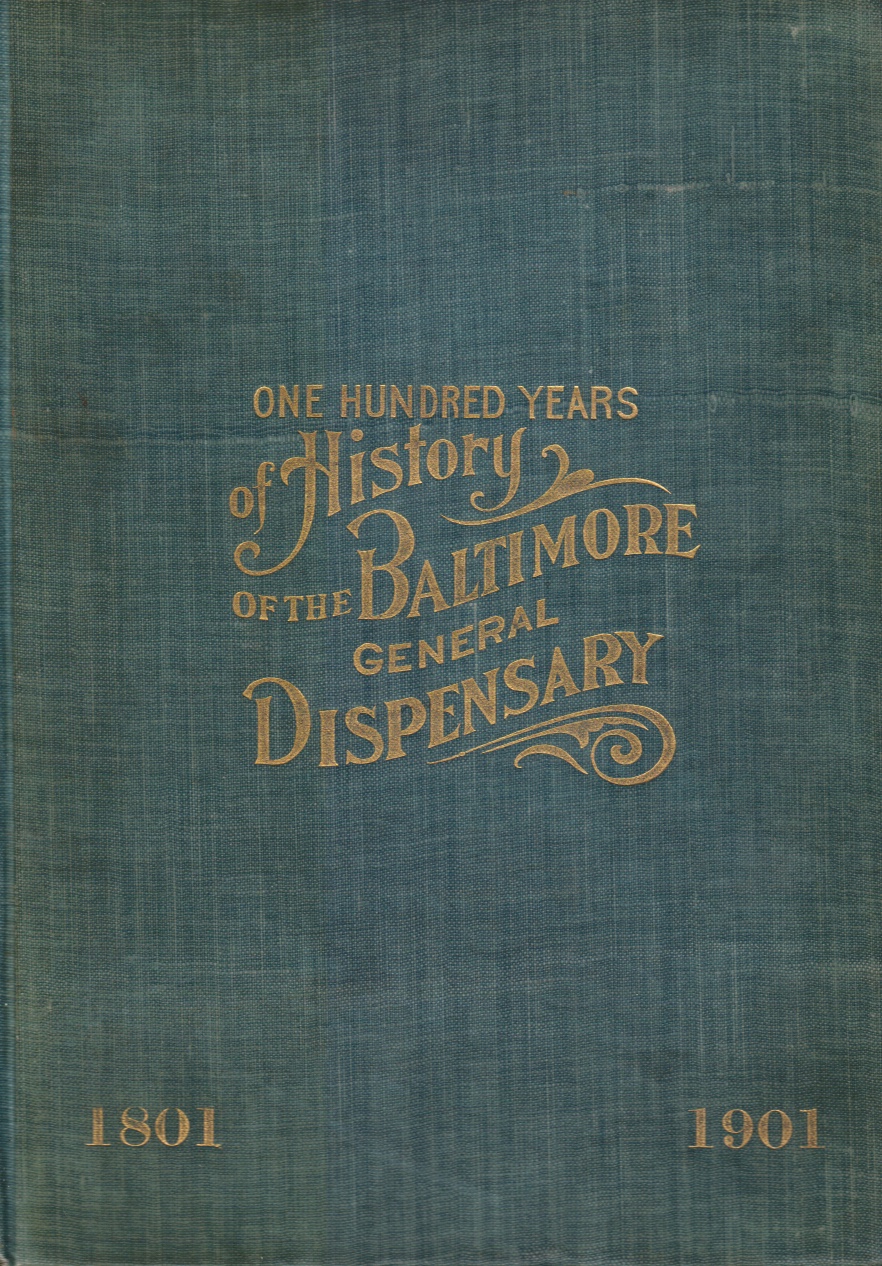 ONE HUNDRED YEARS
of History
OF THE BALTIMORE
GENERAL
DISPENSARY
1801 1901